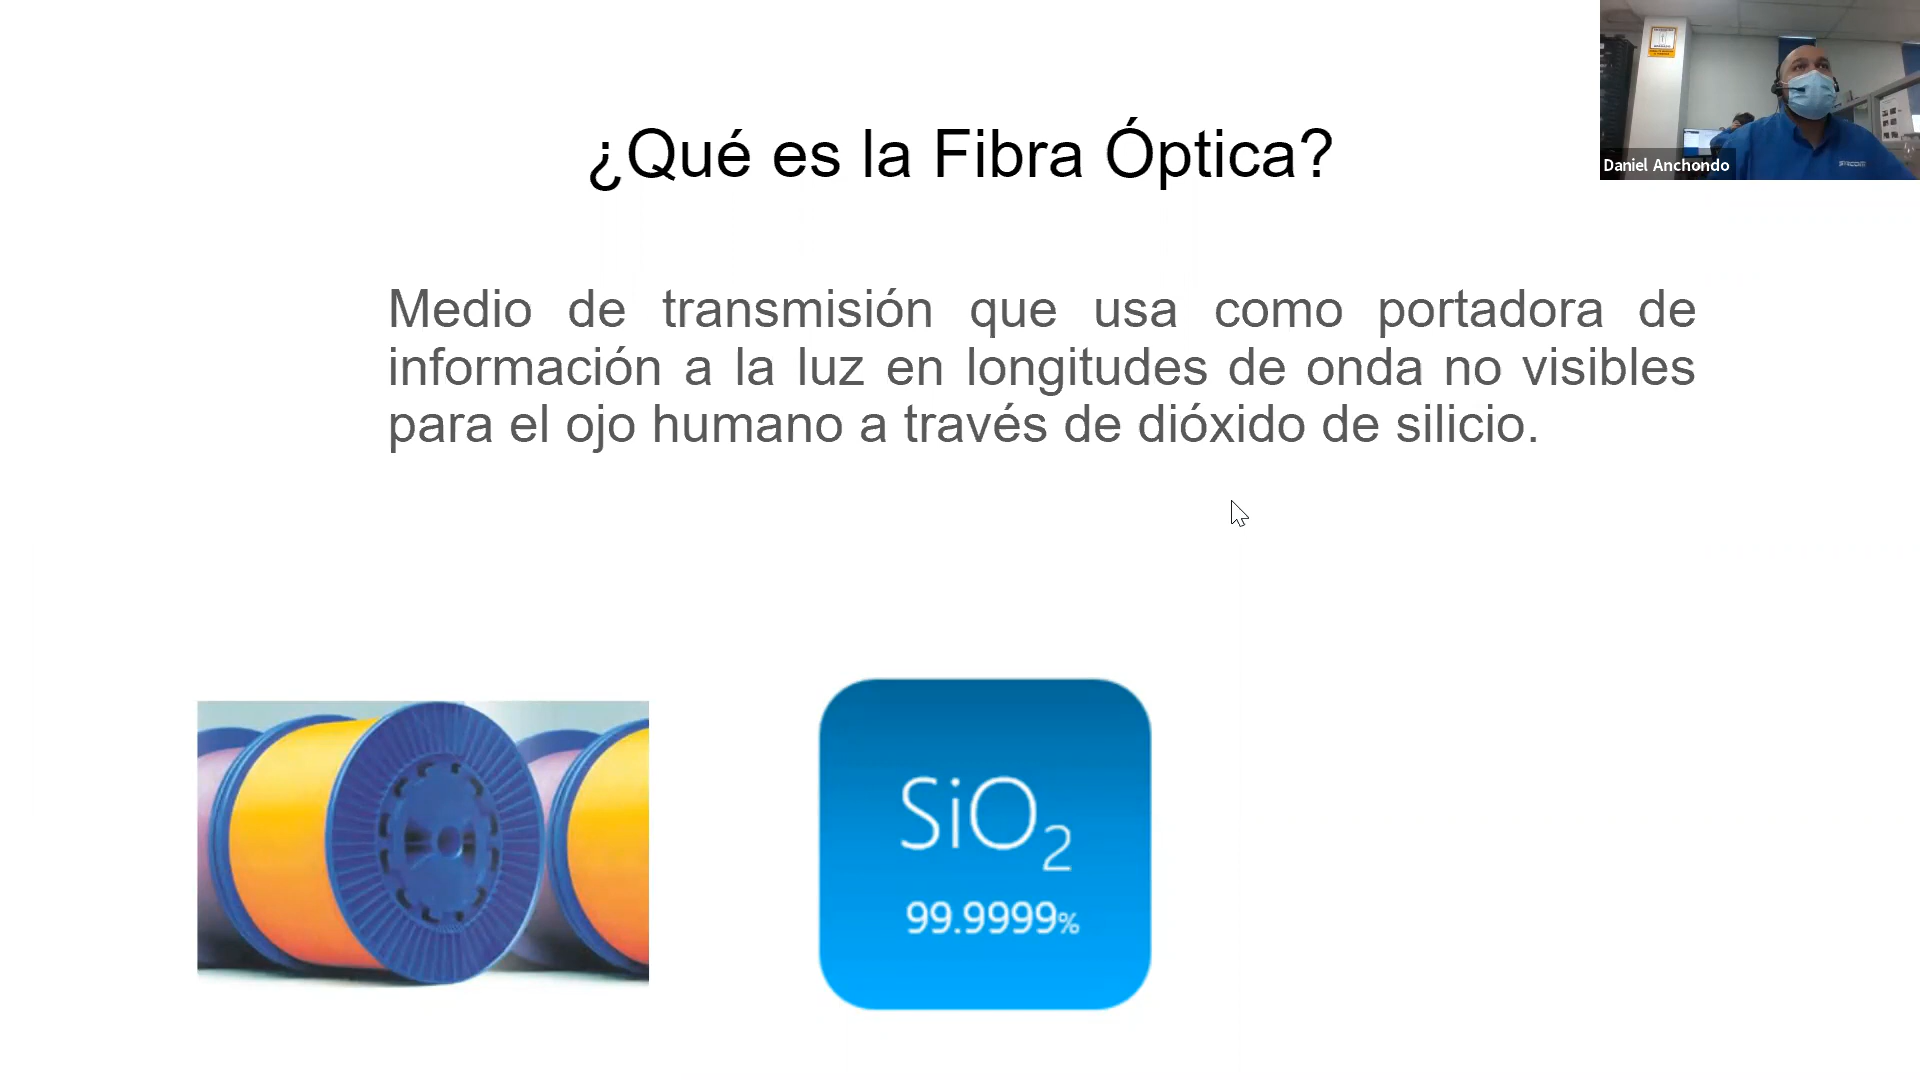 ¿Qué es la Fibra Óptica?
Daniel Anchondo
Medio de transmisión que usa como portadora de
información a la luz en longitudes de onda no visibles
para el ojo humano a través de dióxido de silicio.
SiO2
99.9999%